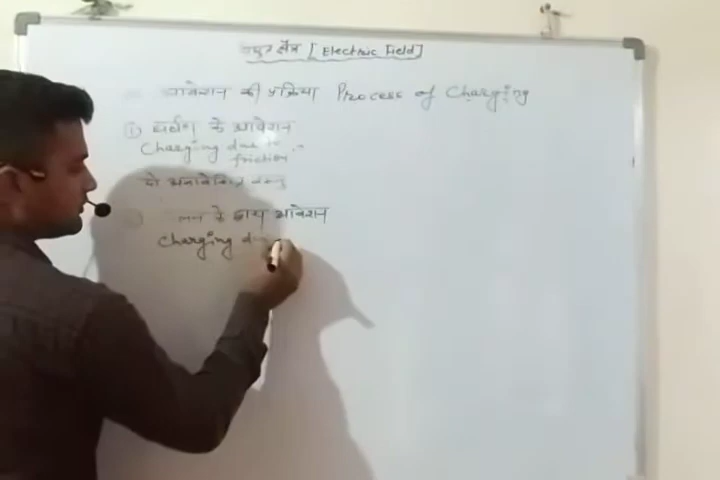 [Electric Field]
आवेशन की प्रक्रिया Process of Charging
① घर्षण के आवेशन
Charging due to
friction
दो अनावेशित वस्तु
के द्वारा आवेशन
Charging du